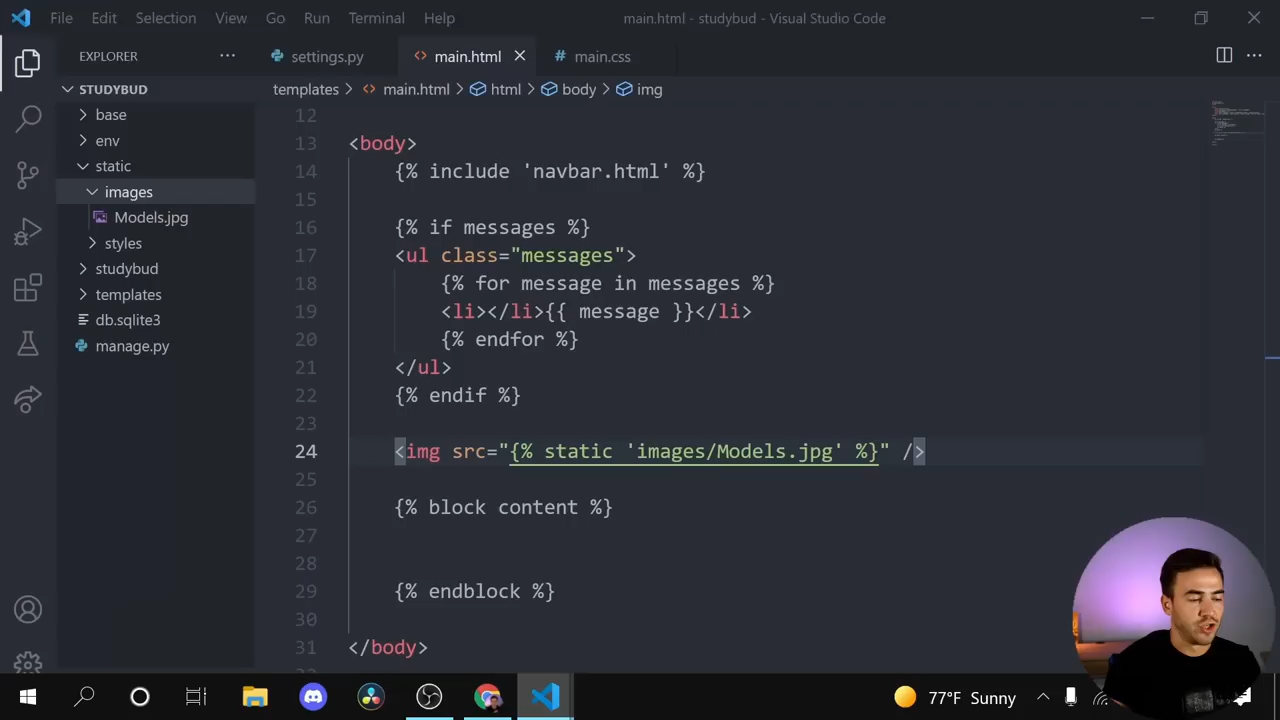 File Edit Selection View Go Run Terminal Help main.html - studybud - Visual Studio Code
EXPLORER
settings.py main.html main.css
STUDYBUD
templates main.html html body img
base
env
static
images
Models.jpg
styles
studybud
templates
db.sqlite3
manage.py
12
13 <body>
14 {% include 'navbar.html' %}
15
16 {% if messages %}
17 <ul class="messages">
18 {% for message in messages %}
19 <li></li>{{ message }}</li>
20 {% endfor %}
21 </ul>
22 {% endif %}
23
24 <img src="{% static 'images/Models.jpg' %}" />
25
26 {% block content %}
27
28
29 {% endblock %}
30
31 </body>
77°F Sunny